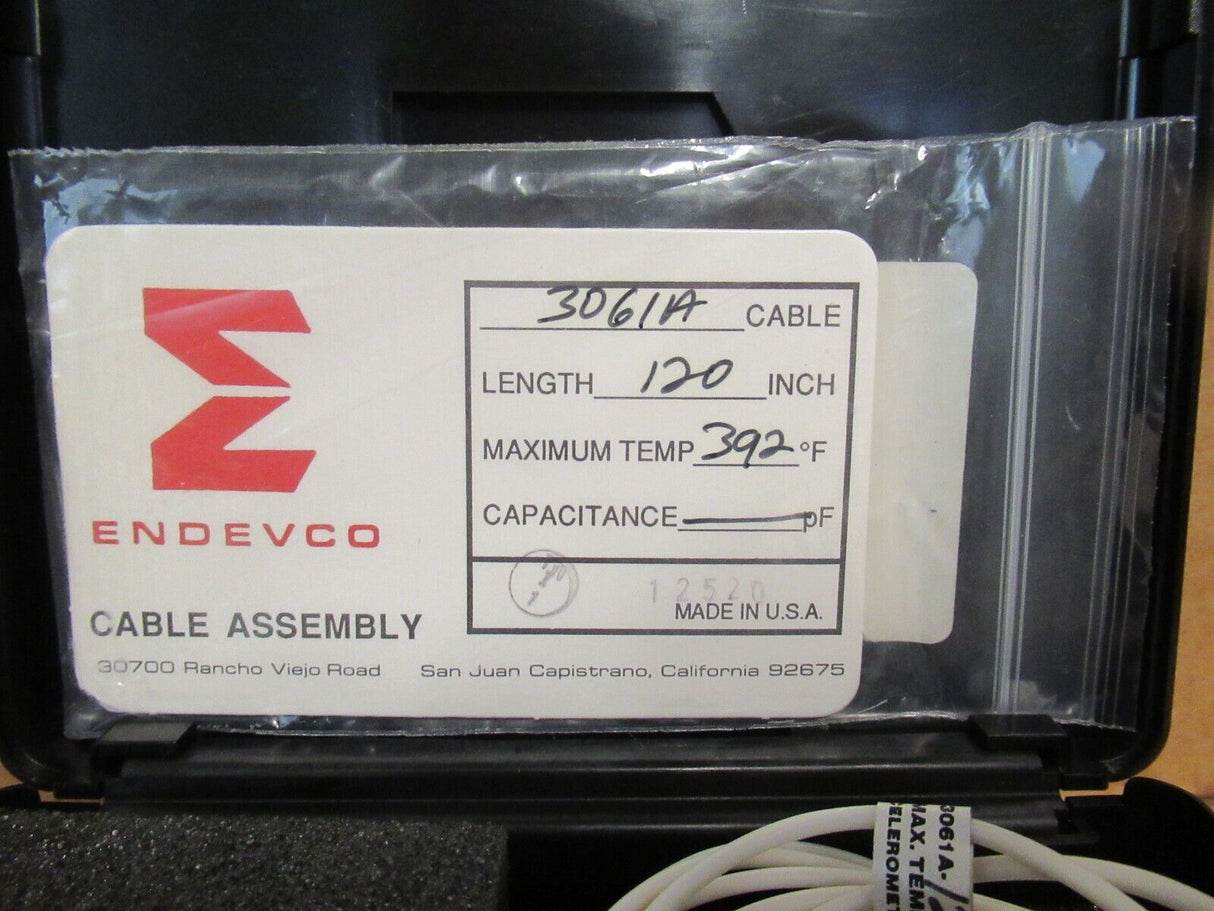 ENDEVCO
CABLE ASSEMBLY
30700 Rancho Viejo Road San Juan Capistrano, California 92675
3061A CABLE
LENGTH 120 INCH
MAXIMUM TEMP 392 °F
CAPACITANCE — pF
12520
MADE IN U.S.A.
3061A-
MAX. TEM
ELEROMET